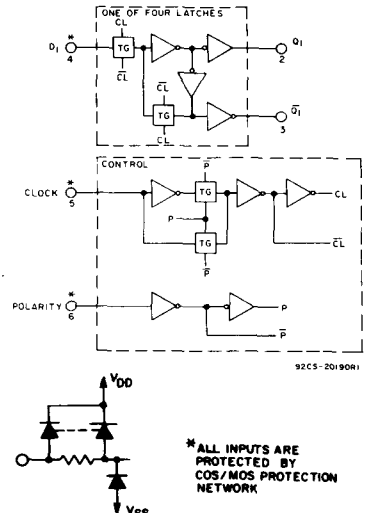 ONE OF FOUR LATCHES
CL
D1 * 4
TG
CL
Q1
2
CL
TG
CL
Q1
3
CONTROL
P
CLOCK * 5
TG
CL
P
TG
CL
P
POLARITY * 6
P
P
92CS-20190R1
VDD
* ALL INPUTS ARE
PROTECTED BY
COS/MOS PROTECTION
NETWORK
VSS